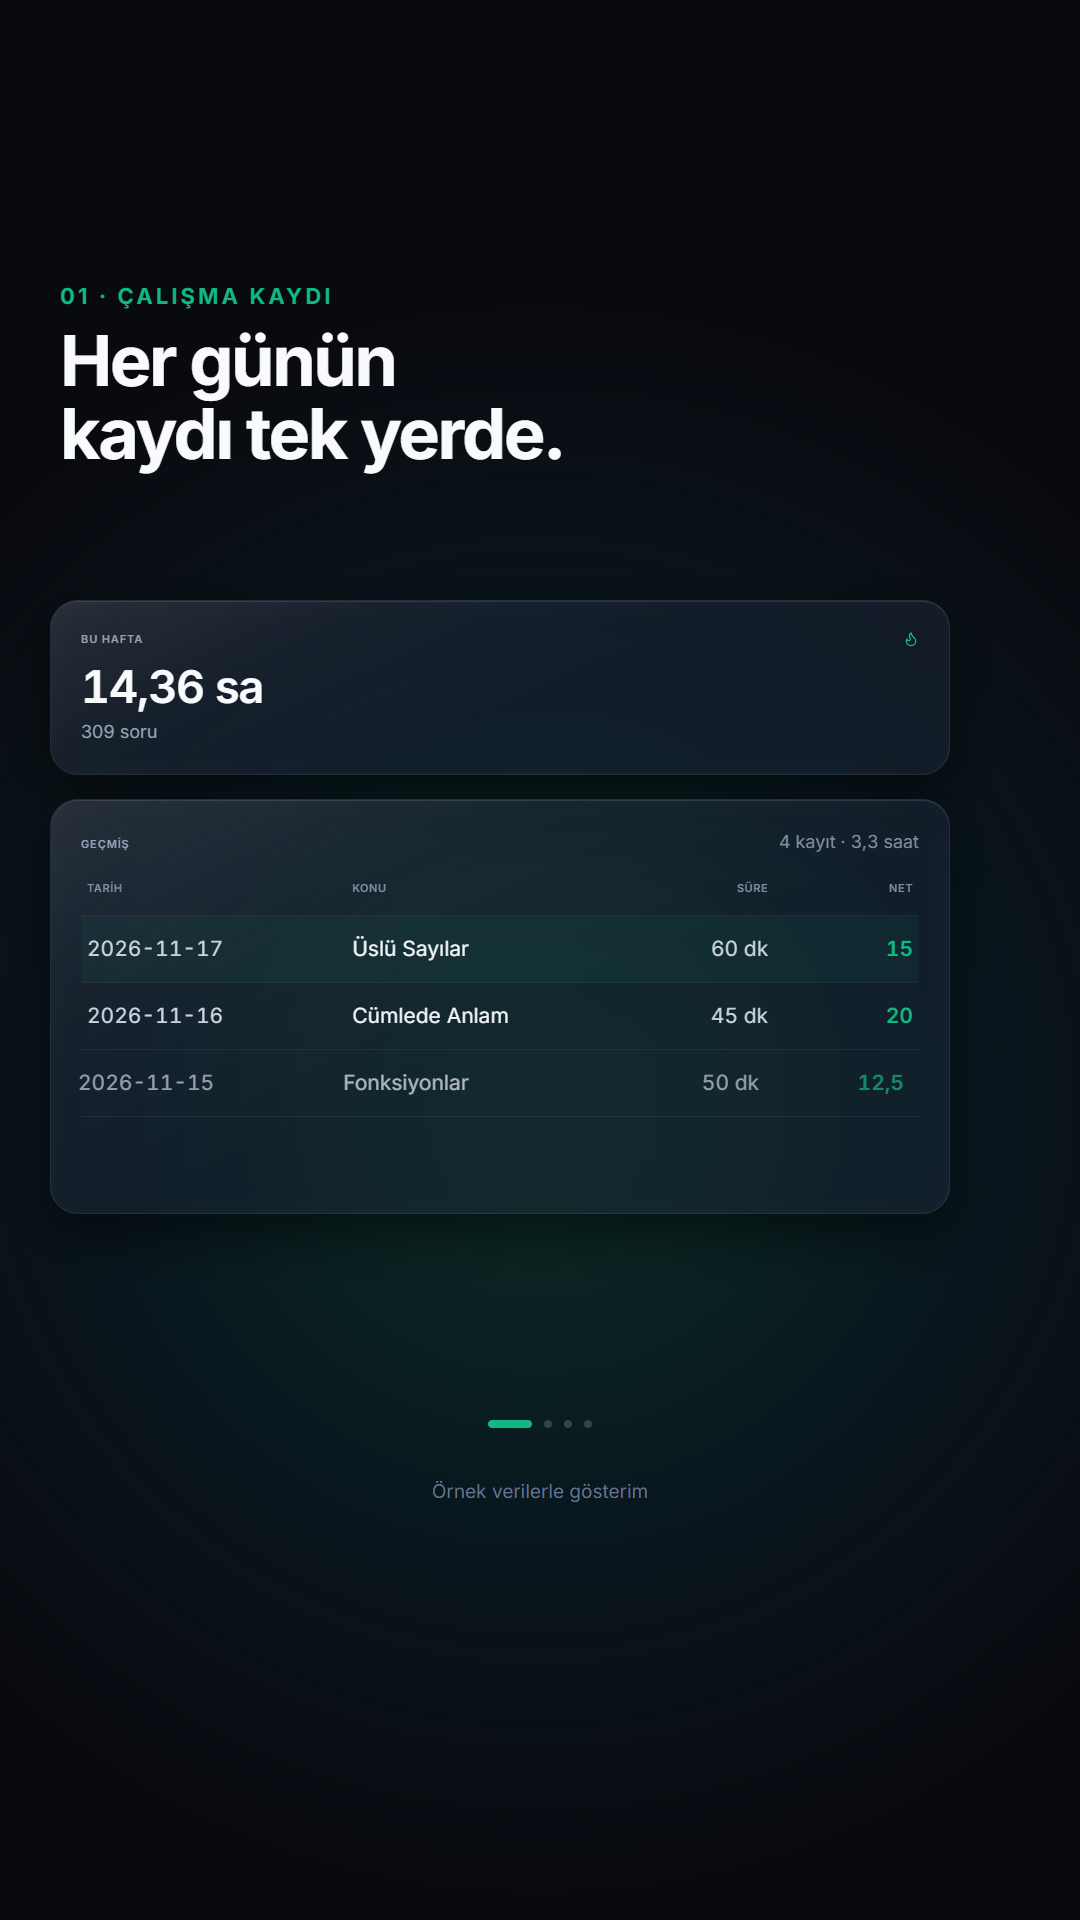 01 · ÇALIŞMA KAYDI
Her günün
kaydı tek yerde.
BU HAFTA
14,36 sa
309 soru
GEÇMİŞ
4 kayıt · 3,3 saat
TARİH KONU SÜRE NET
2026-11-17 Üslü Sayılar 60 dk 15
2026-11-16 Cümlede Anlam 45 dk 20
2026-11-15 Fonksiyonlar 50 dk 12,5
Örnek verilerle gösterim